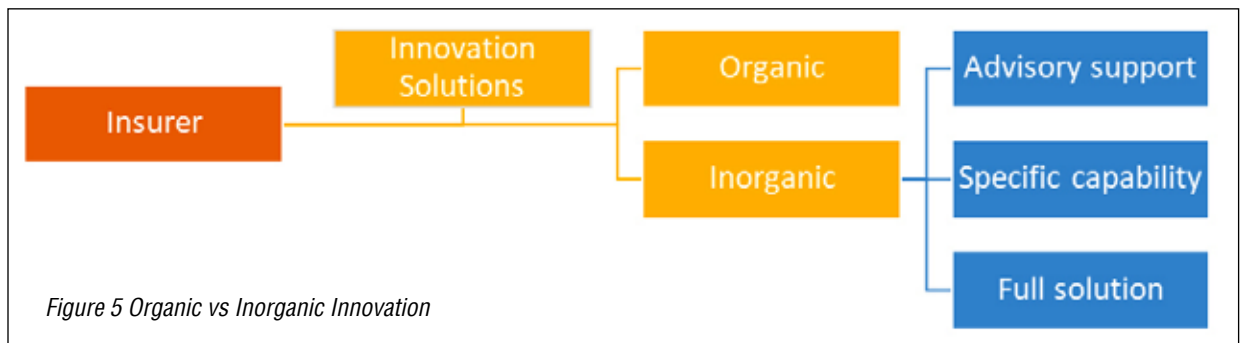 Innovation
Solutions
Organic
Advisory support
Insurer
Inorganic
Specific capability
Full solution
Figure 5 Organic vs Inorganic Innovation